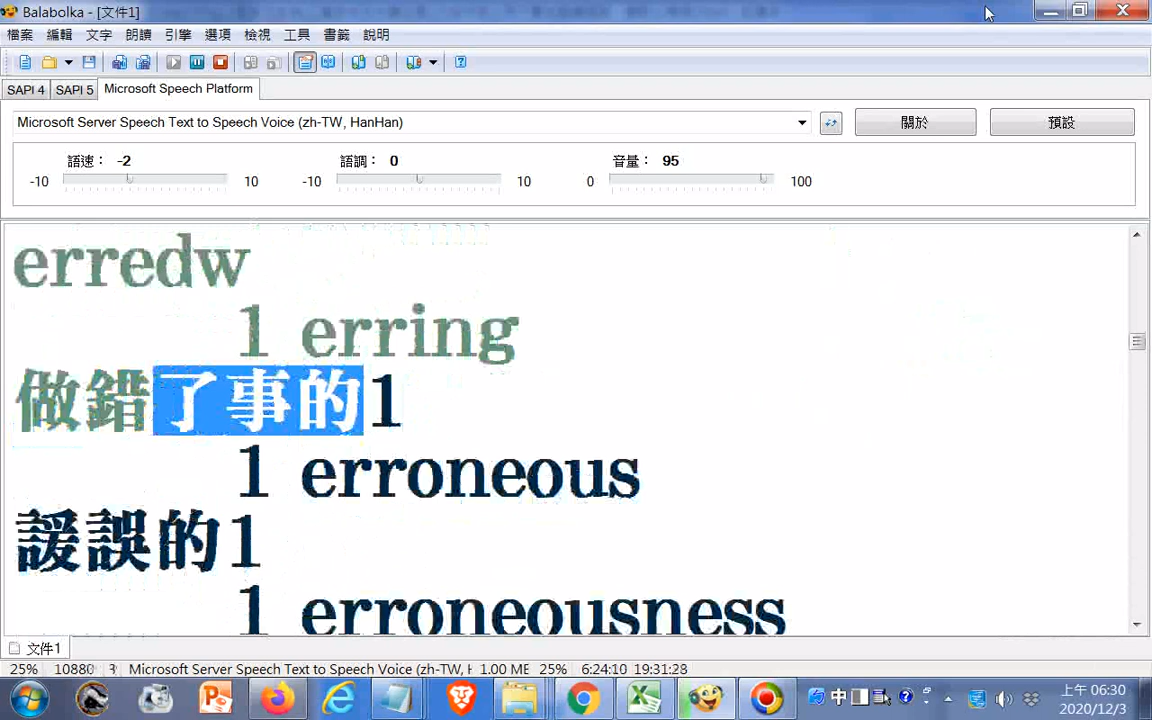 Balabolka - [文件1]
檔案 編輯 文字 朗讀 引擎 選項 檢視 工具 書籤 說明
SAPI 4 SAPI 5 Microsoft Speech Platform
Microsoft Server Speech Text to Speech Voice (zh-TW, HanHan) 關於 預設
語速： -2 語調： 0 音量： 95
-10 10 -10 10 0 100
erredw
1 erring
做錯了事的1
1 erroneous
諼誤的1
1 erroneousness
文件1
25% 10880 Microsoft Server Speech Text to Speech Voice (zh-TW, H 1.00 ME 25% 6:24:10 19:31:28
中 上午 06:30
2020/12/3